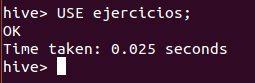 hive> USE ejercicios;
OK
Time taken: 0.025 seconds
hive>